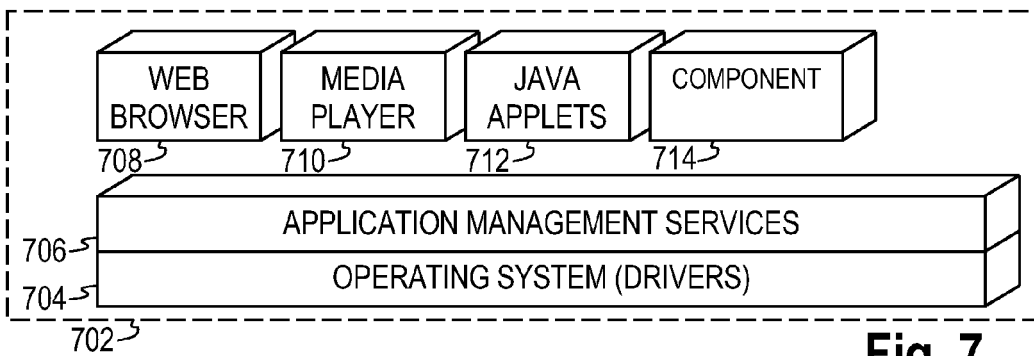 WEB
BROWSER
MEDIA
PLAYER
JAVA
APPLETS
COMPONENT
708
710
712
714
APPLICATION MANAGEMENT SERVICES
706
OPERATING SYSTEM (DRIVERS)
704
702
Fig. 7